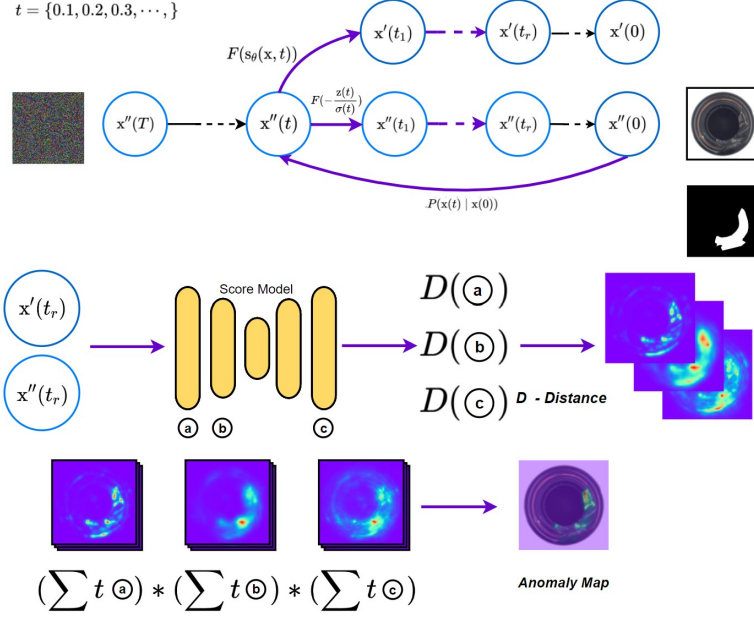 t = {0.1, 0.2, 0.3, ⋯, }
x′(t₁)
x′(tᵣ)
x′(0)
F(s_θ(x, t))
F(−z(t)/σ(t))
x″(T)
x″(t)
x″(t₁)
x″(tᵣ)
x″(0)
P(x(t) | x(0))
Score Model
x′(tᵣ)
x″(tᵣ)
D(ⓐ)
D(ⓑ)
D(ⓒ)
D - Distance
ⓐ ⓑ ⓒ
(∑ t ⓐ) * (∑ t ⓑ) * (∑ t ⓒ)
Anomaly Map